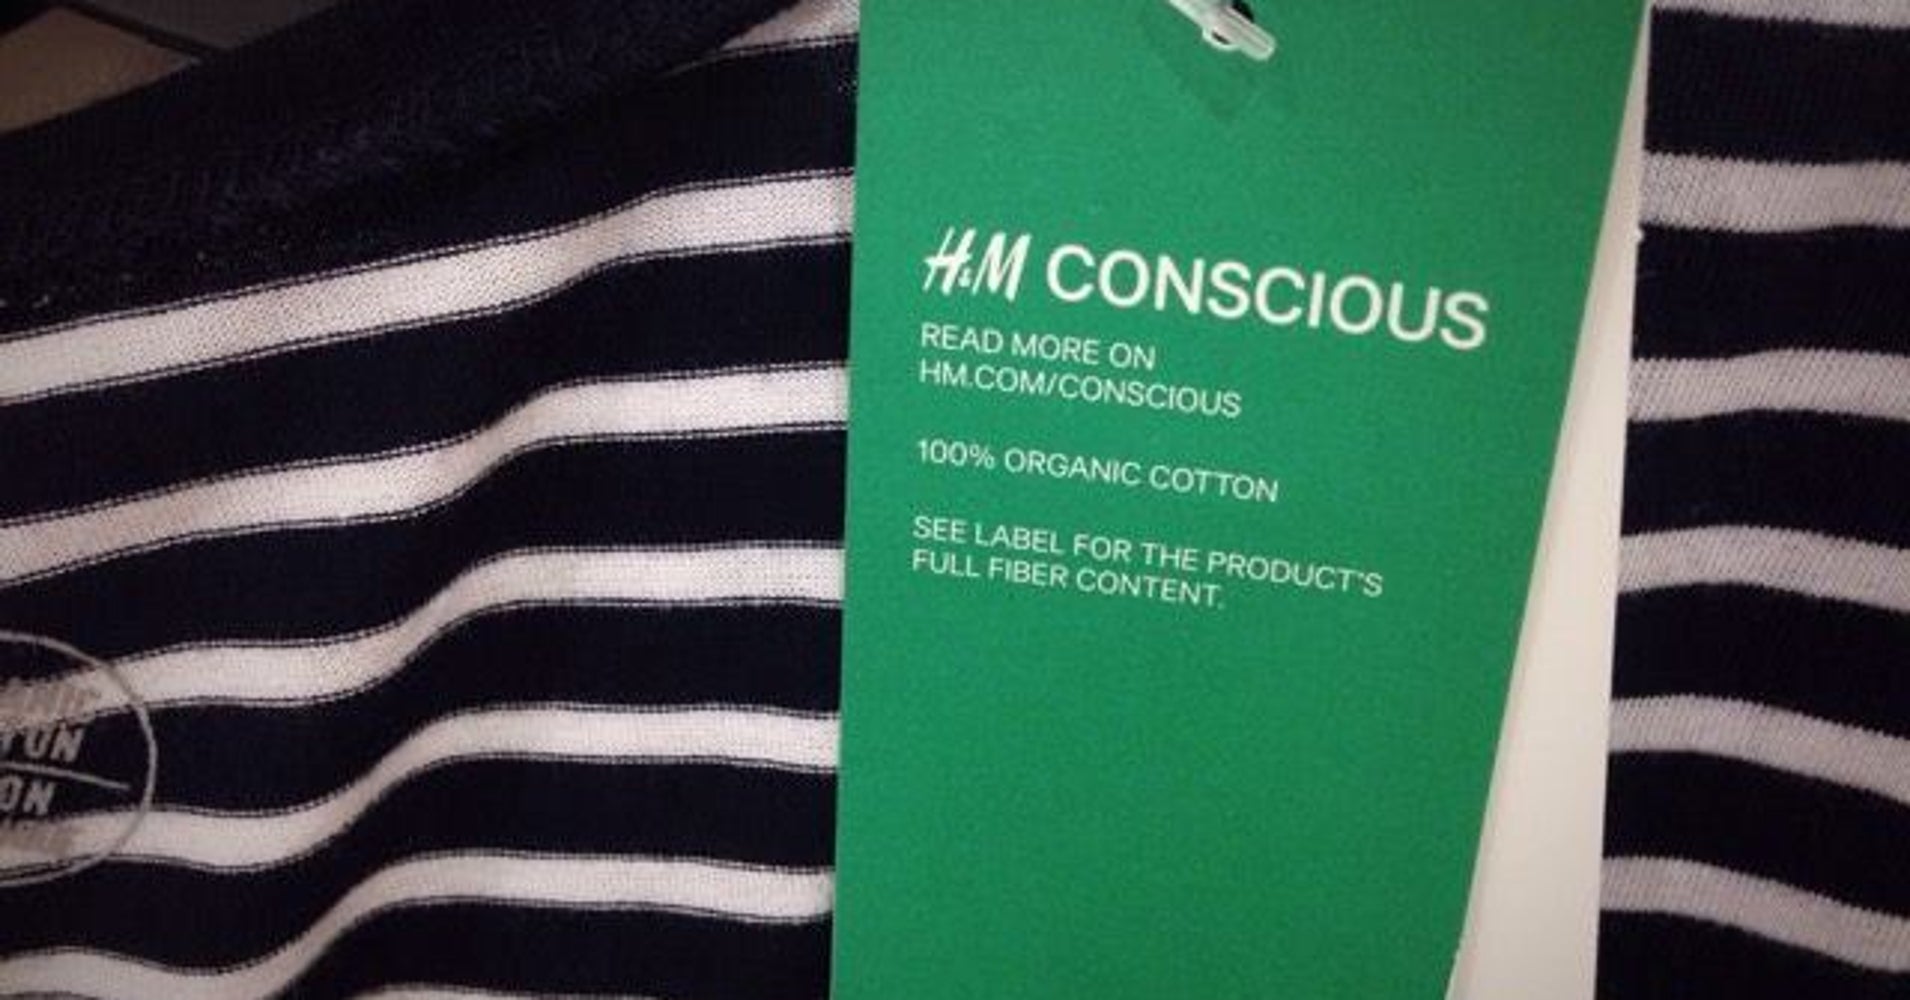 H&M CONSCIOUS
READ MORE ON
HM.COM/CONSCIOUS
100% ORGANIC COTTON
SEE LABEL FOR THE PRODUCT'S
FULL FIBER CONTENT.